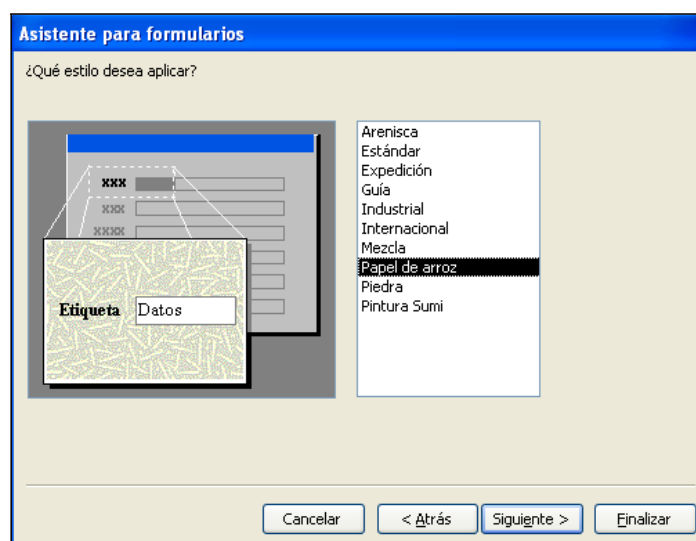 Asistente para formularios
¿Qué estilo desea aplicar?
xxx
xxx
xxxx
Etiqueta Datos
Arenisca
Estándar
Expedición
Guía
Industrial
Internacional
Mezcla
Papel de arroz
Piedra
Pintura Sumi
Cancelar < Atrás Siguiente > Finalizar